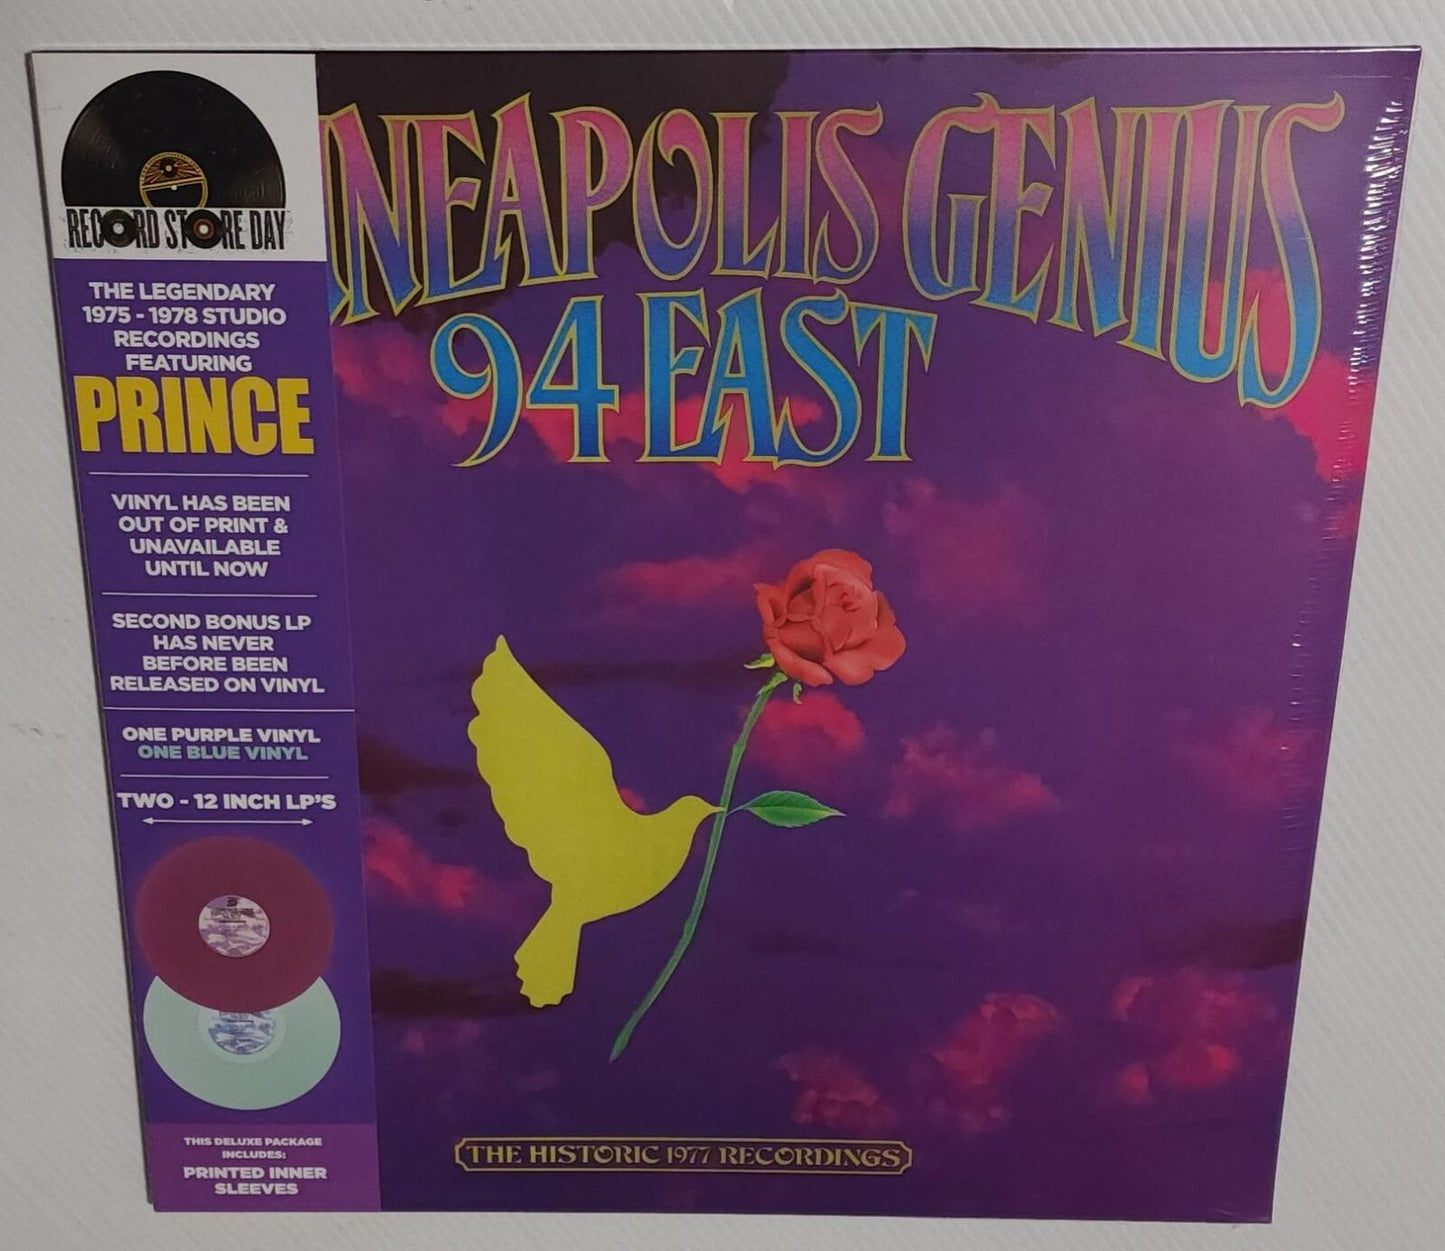 RECORD STORE DAY
THE LEGENDARY
1975 - 1978 STUDIO
RECORDINGS
FEATURING
PRINCE
VINYL HAS BEEN
OUT OF PRINT &
UNAVAILABLE
UNTIL NOW
SECOND BONUS LP
HAS NEVER
BEFORE BEEN
RELEASED ON VINYL
ONE PURPLE VINYL
ONE BLUE VINYL
TWO - 12 INCH LP'S
THIS DELUXE PACKAGE
INCLUDES:
PRINTED INNER
SLEEVES
INNEAPOLIS GENIUS
94 EAST
THE HISTORIC 1977 RECORDINGS